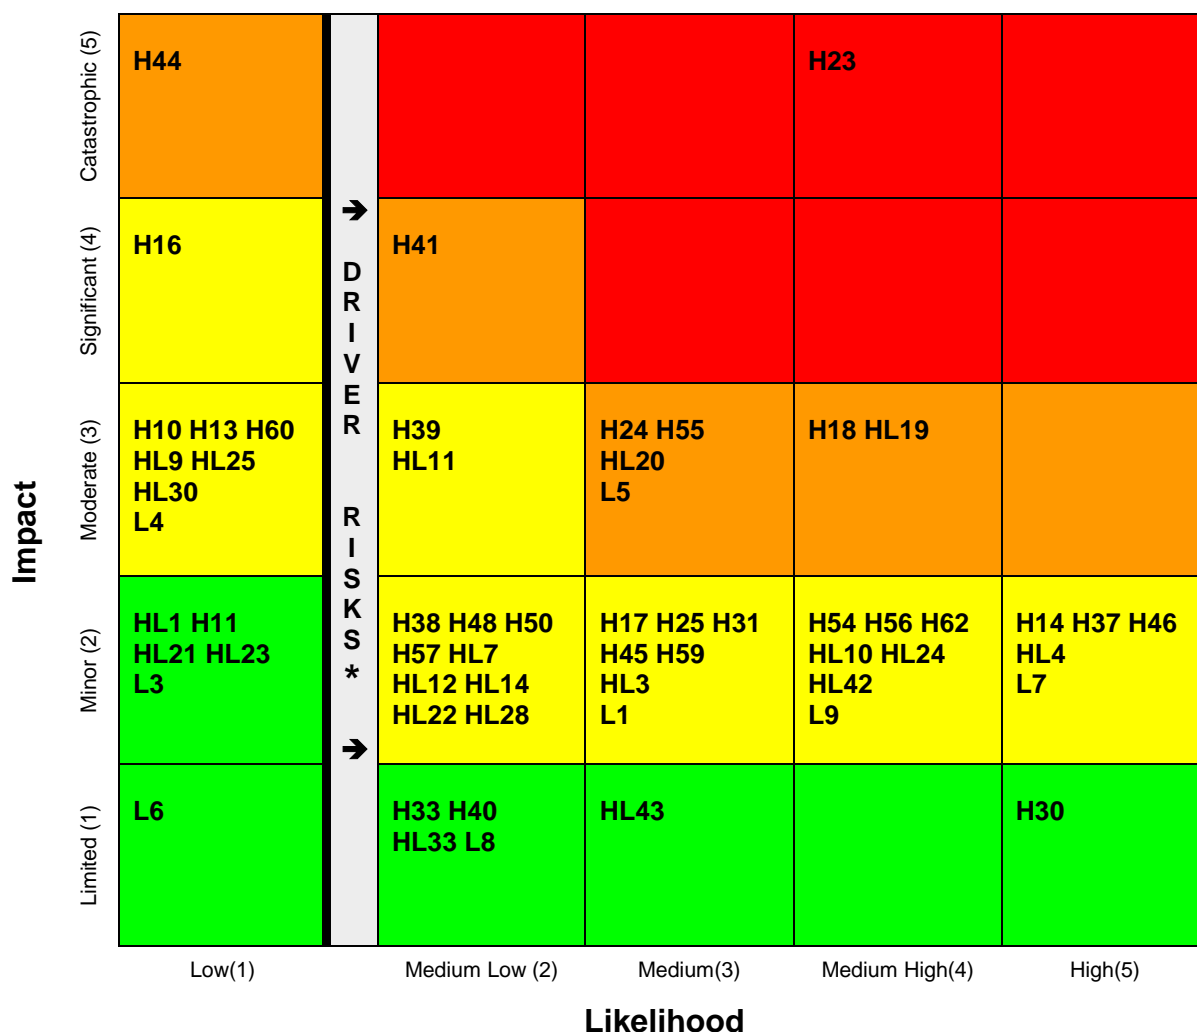 Impact
Catastrophic (5)
H44
H23
Significant (4)
H16
H41
Moderate (3)
H10 H13 H60
HL9 HL25
HL30
L4
H39
HL11
H24 H55
HL20
L5
H18 HL19
Minor (2)
HL1 H11
HL21 HL23
L3
H38 H48 H50
H57 HL7
HL12 HL14
HL22 HL28
H17 H25 H31
H45 H59
HL3
L1
H54 H56 H62
HL10 HL24
HL42
L9
H14 H37 H46
HL4
L7
Limited (1)
L6
H33 H40
HL33 L8
HL43
H30
➔ DRIVER RISKS* ➔
Low(1)
Medium Low (2)
Medium(3)
Medium High(4)
High(5)
Likelihood